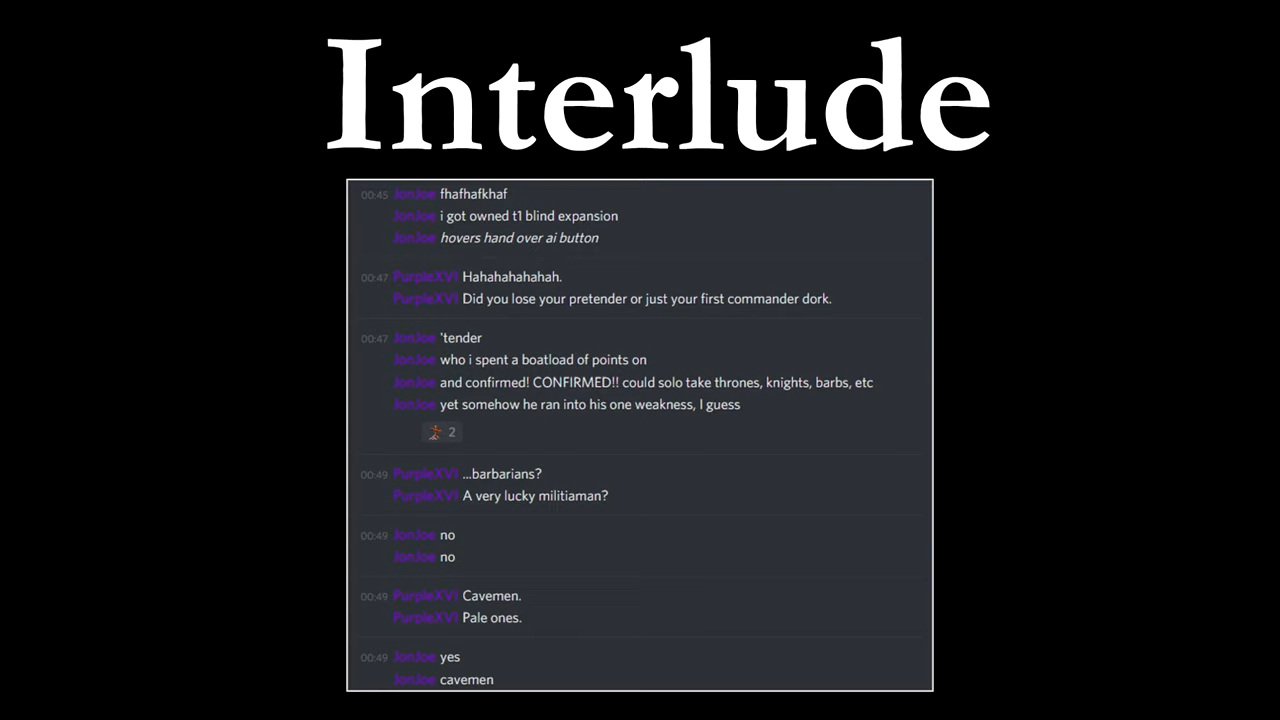 Interlude
00:45 JonJoe fhafhafkhaf
JonJoe i got owned t1 blind expansion
JonJoe hovers hand over ai button
00:47 PurpleXVI Hahahahahahah.
PurpleXVI Did you lose your pretender or just your first commander dork.
00:47 JonJoe 'tender
JonJoe who i spent a boatload of points on
JonJoe and confirmed! CONFIRMED!! could solo take thrones, knights, barbs, etc
JonJoe yet somehow he ran into his one weakness, I guess
2
00:49 PurpleXVI ...barbarians?
PurpleXVI A very lucky militiaman?
00:49 JonJoe no
JonJoe no
00:49 PurpleXVI Cavemen.
PurpleXVI Pale ones.
00:49 JonJoe yes
JonJoe cavemen